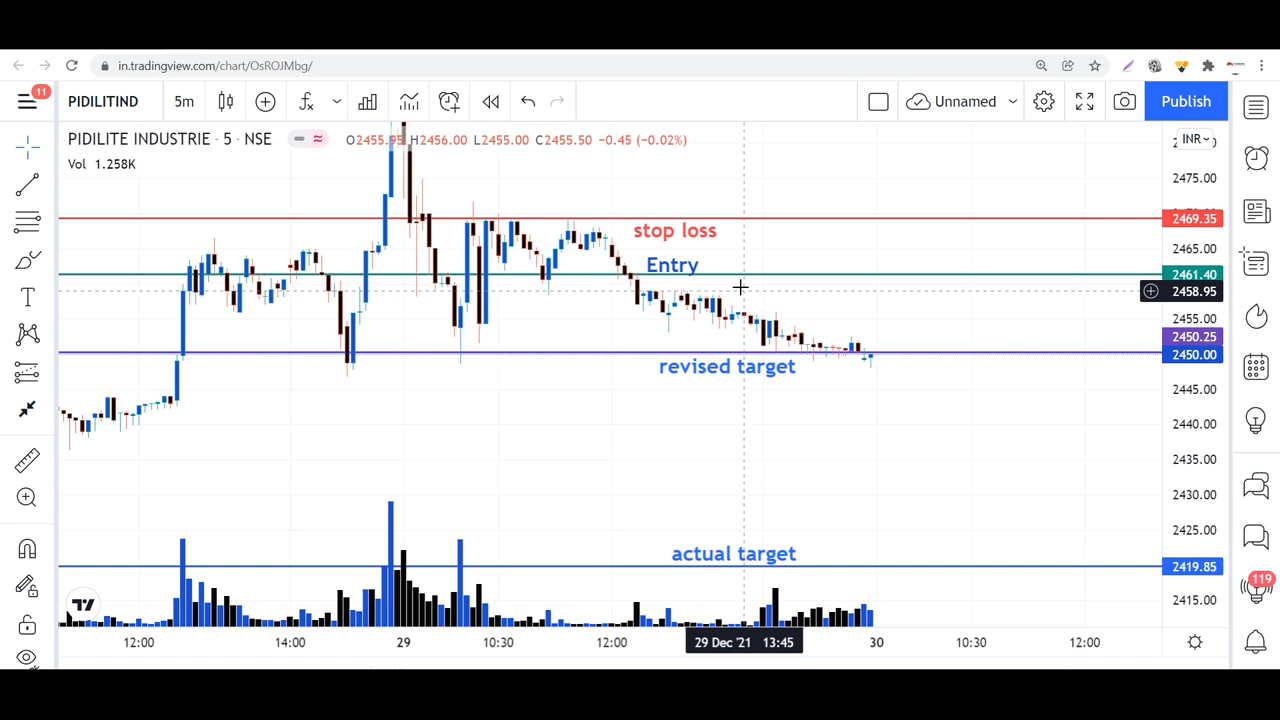 in.tradingview.com/chart/OsROJMbg/
11
PIDILITIND 5m Unnamed Publish
PIDILITE INDUSTRIE · 5 · NSE O2455.95 H2456.00 L2455.00 C2455.50 −0.45 (−0.02%)
INR
Vol 1.258K
2475.00
2469.35
stop loss
2465.00
Entry
2461.40
2458.95
2455.00
2450.25
2450.00
revised target
2445.00
2440.00
2435.00
2430.00
2425.00
actual target
2419.85
119
2415.00
12:00 14:00 29 10:30 12:00 29 Dec '21 13:45 30 10:30 12:00